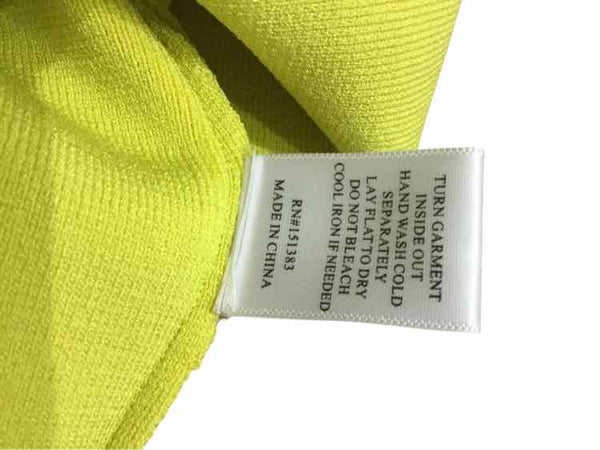 TURN GARMENT
INSIDE OUT
HAND WASH COLD
SEPARATELY
LAY FLAT TO DRY
DO NOT BLEACH
COOL IRON IF NEEDED
RN#151383
MADE IN CHINA